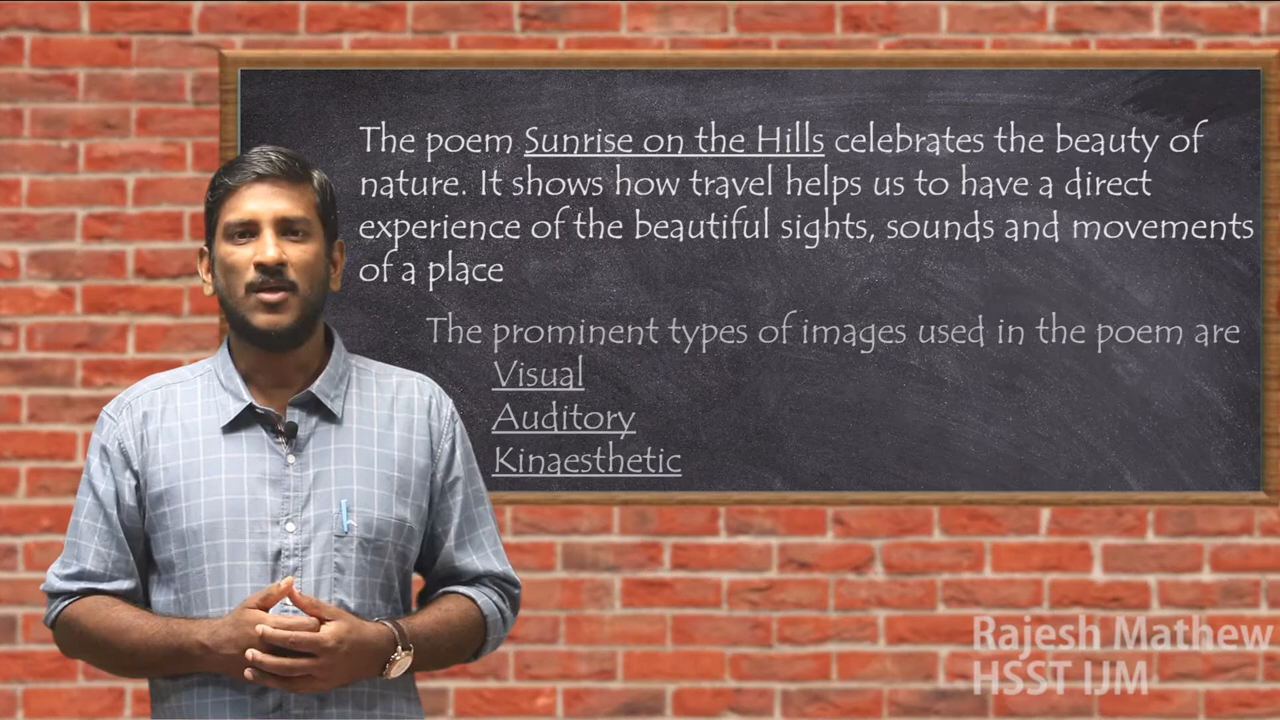 The poem Sunrise on the Hills celebrates the beauty of
nature. It shows how travel helps us to have a direct
experience of the beautiful sights, sounds and movements
of a place
The prominent types of images used in the poem are
Visual
Auditory
Kinaesthetic
Rajesh Mathew
HSST IJM